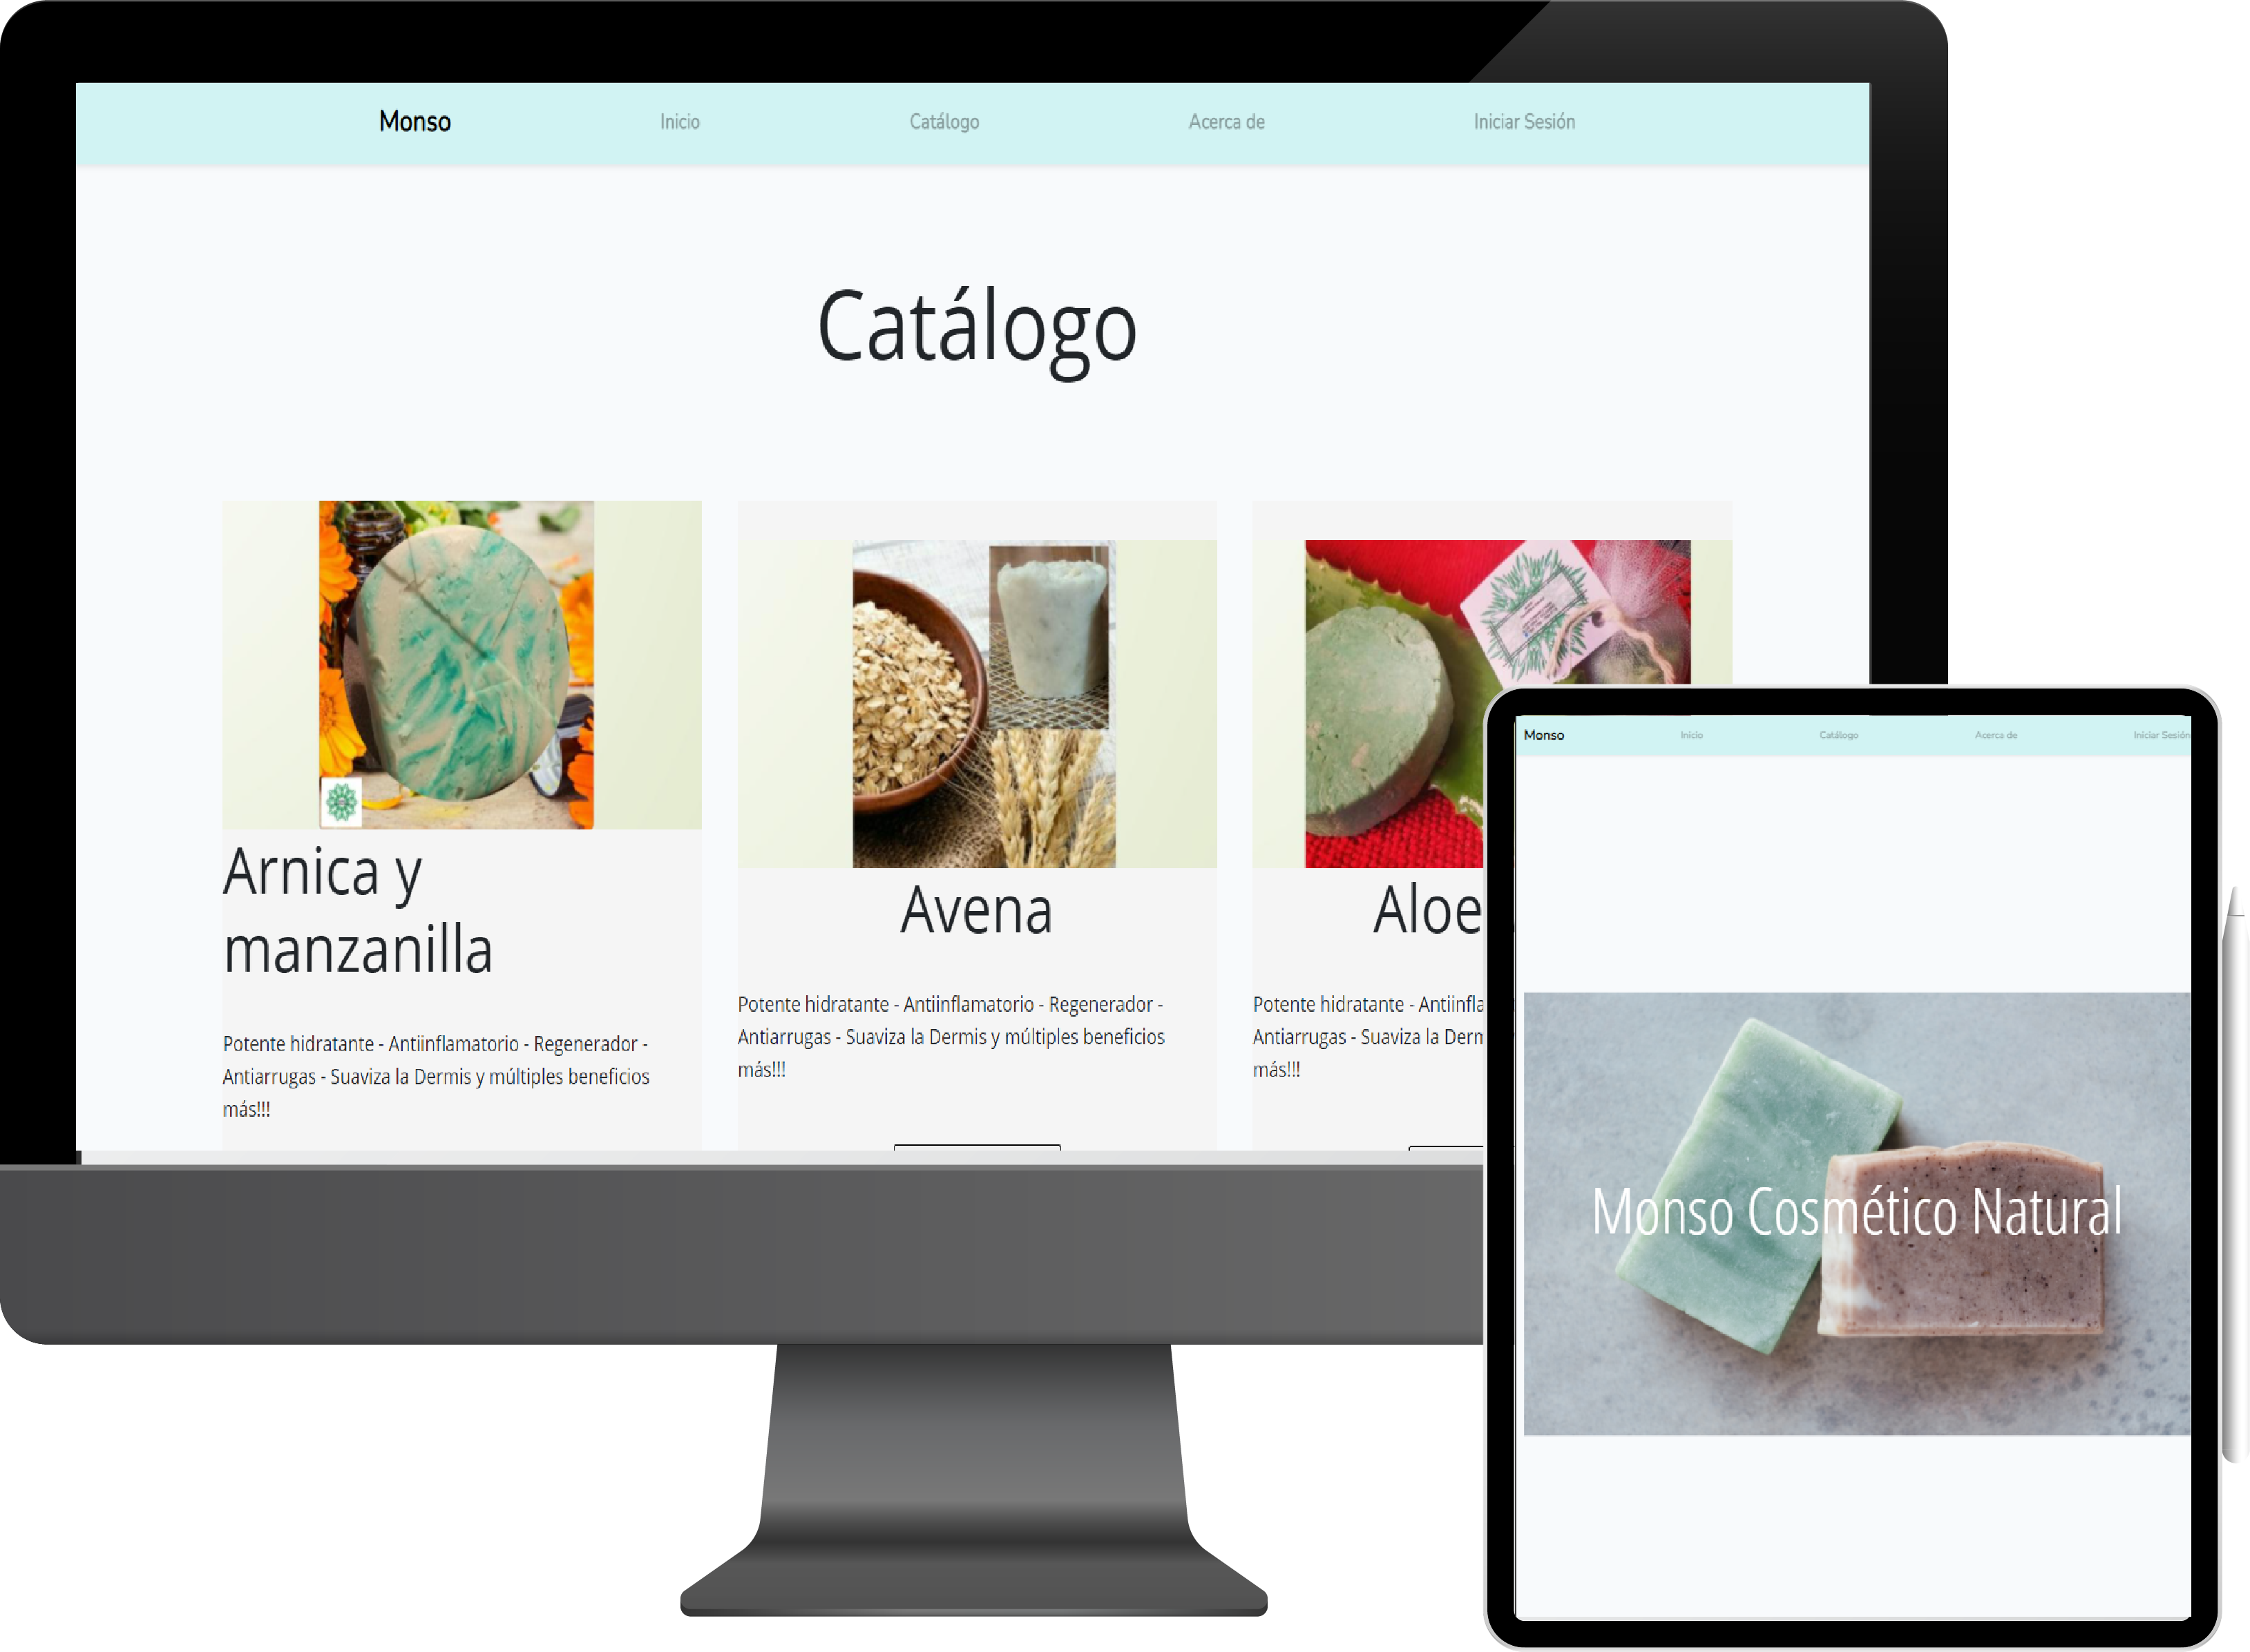 Monso
Inicio
Catálogo
Acerca de
Iniciar Sesión
Catálogo
Arnica y
manzanilla
Potente hidratante - Antiinflamatorio - Regenerador -
Antiarrugas - Suaviza la Dermis y múltiples beneficios
más!!!
Avena
Potente hidratante - Antiinflamatorio - Regenerador -
Antiarrugas - Suaviza la Dermis y múltiples beneficios
más!!!
Aloe
Potente hidratante - Antiinfla
Antiarrugas - Suaviza la Derm
más!!!
Monso
Inicio
Catálogo
Acerca de
Iniciar Sesión
Monso Cosmético Natural